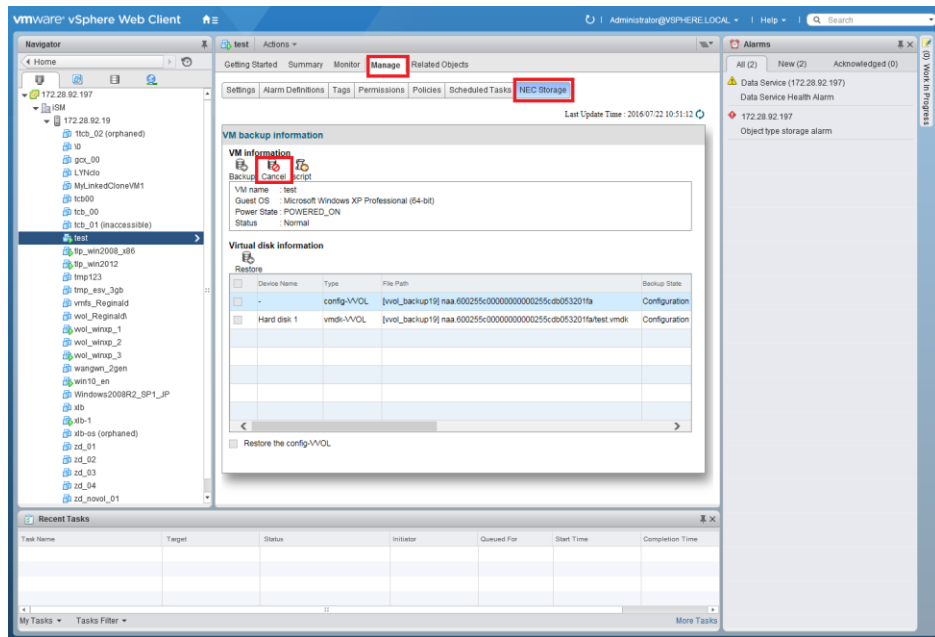 vmware® vSphere Web Client
Administrator@VSPHERE.LOCAL
Help
Search
Navigator
Home
172.28.92.197
iSM
172.28.92.19
1tcb_02 (orphaned)
\0
gcx_00
LYNclo
MyLinkedCloneVM1
tcb00
tcb_00
tcb_01 (inaccessible)
test
tlp_win2008_x86
tlp_win2012
tmp123
tmp_esv_3gb
vmfs_Reginald
wol_Reginald\
wol_winxp_1
wol_winxp_2
wol_winxp_3
wangwn_2gen
win10_en
Windows2008R2_SP1_JP
xlb
xlb-1
xlb-os (orphaned)
zd_01
zd_02
zd_03
zd_04
zd_novol_01
test Actions
Getting Started Summary Monitor Manage Related Objects
Settings Alarm Definitions Tags Permissions Policies Scheduled Tasks NEC Storage
Last Update Time : 2016/07/22 10:51:12
VM backup information
VM information
Backup Cancel script
VM name : test
Guest OS : Microsoft Windows XP Professional (64-bit)
Power State : POWERED_ON
Status : Normal
Virtual disk information
Restore
Device Name Type File Path Backup State
- config-VVOL [vvol_backup19] naa.600255c00000000000255cdb053201fa Configuration
Hard disk 1 vmdk-VVOL [vvol_backup19] naa.600255c00000000000255cdb053201fa/test.vmdk Configuration
Restore the config-VVOL
Alarms
All (2) New (2) Acknowledged (0)
Data Service (172.28.92.197)
Data Service Health Alarm
172.28.92.197
Object type storage alarm
(0) Work In Progress
Recent Tasks
Task Name Target Status Initiator Queued For Start Time Completion Time
My Tasks Tasks Filter More Tasks